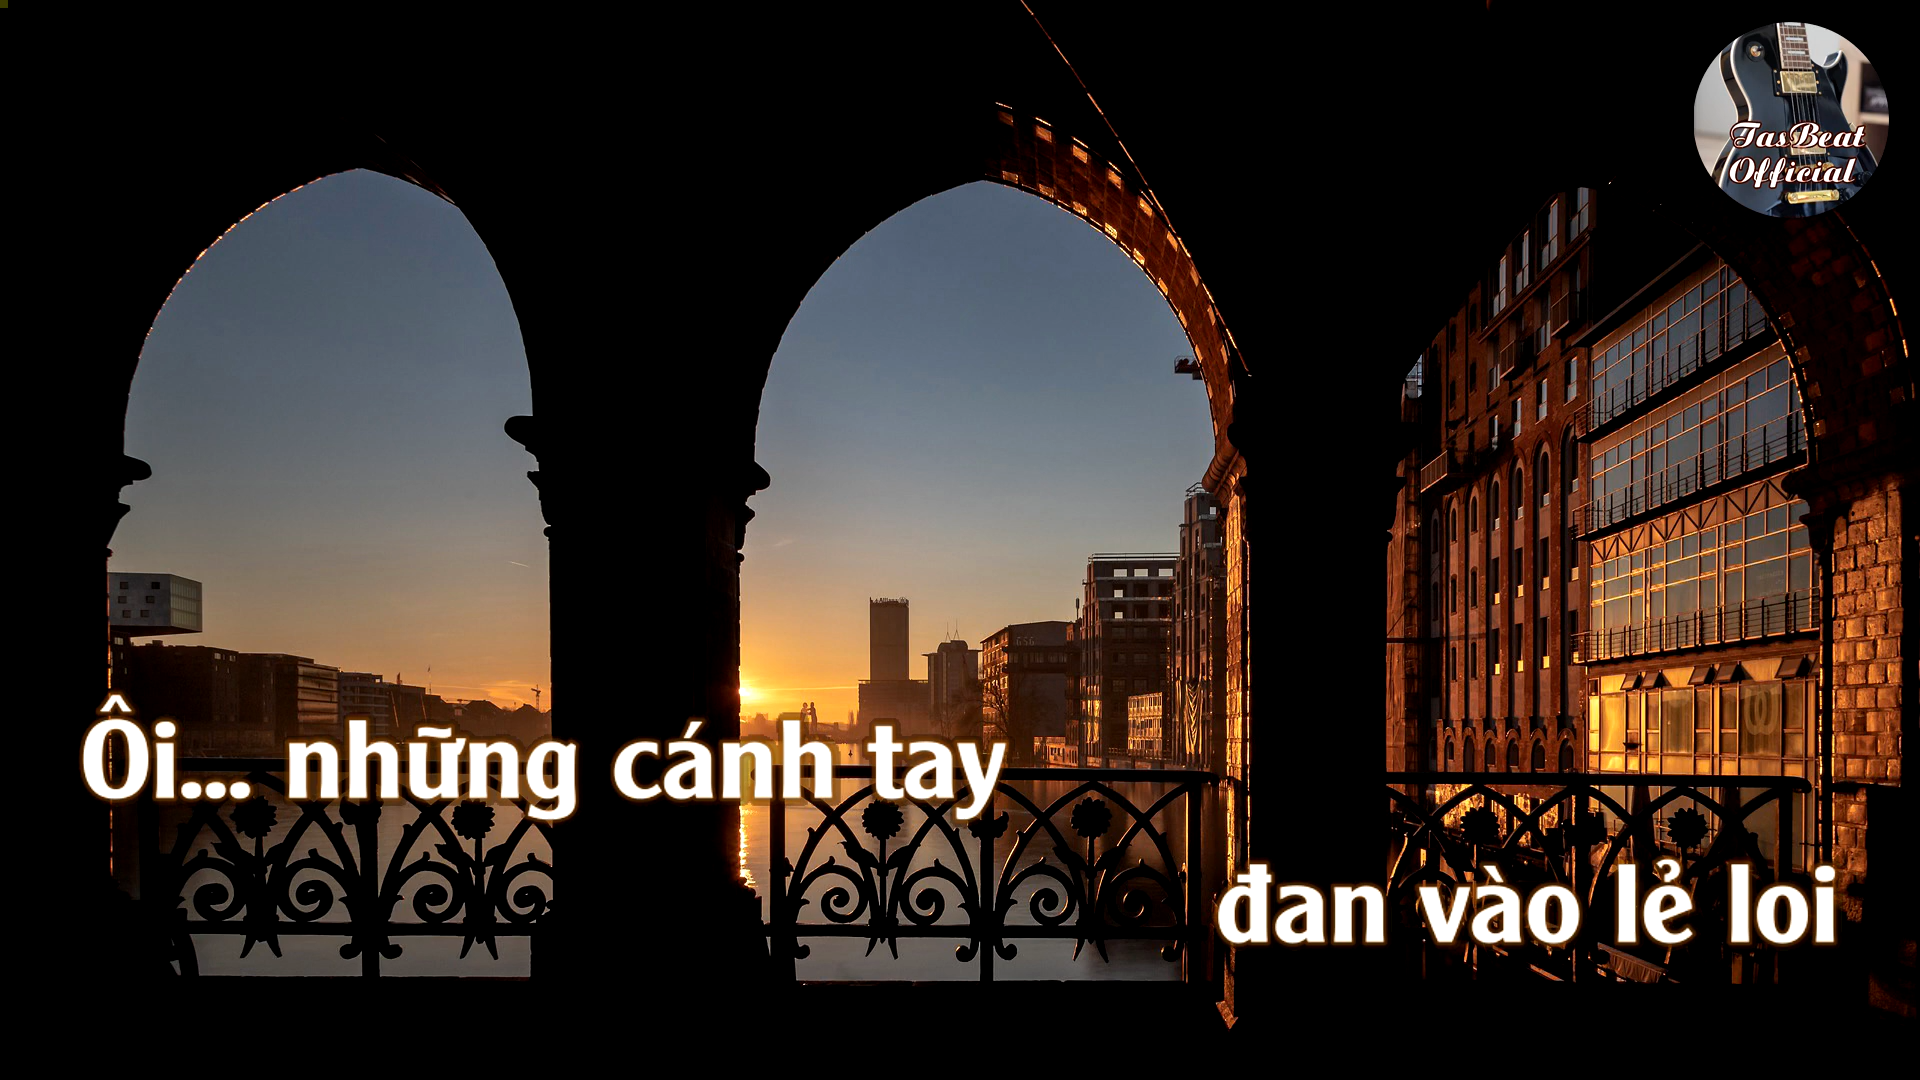 TasBeat
Official
Ôi... những cánh tay
đan vào lẻ loi